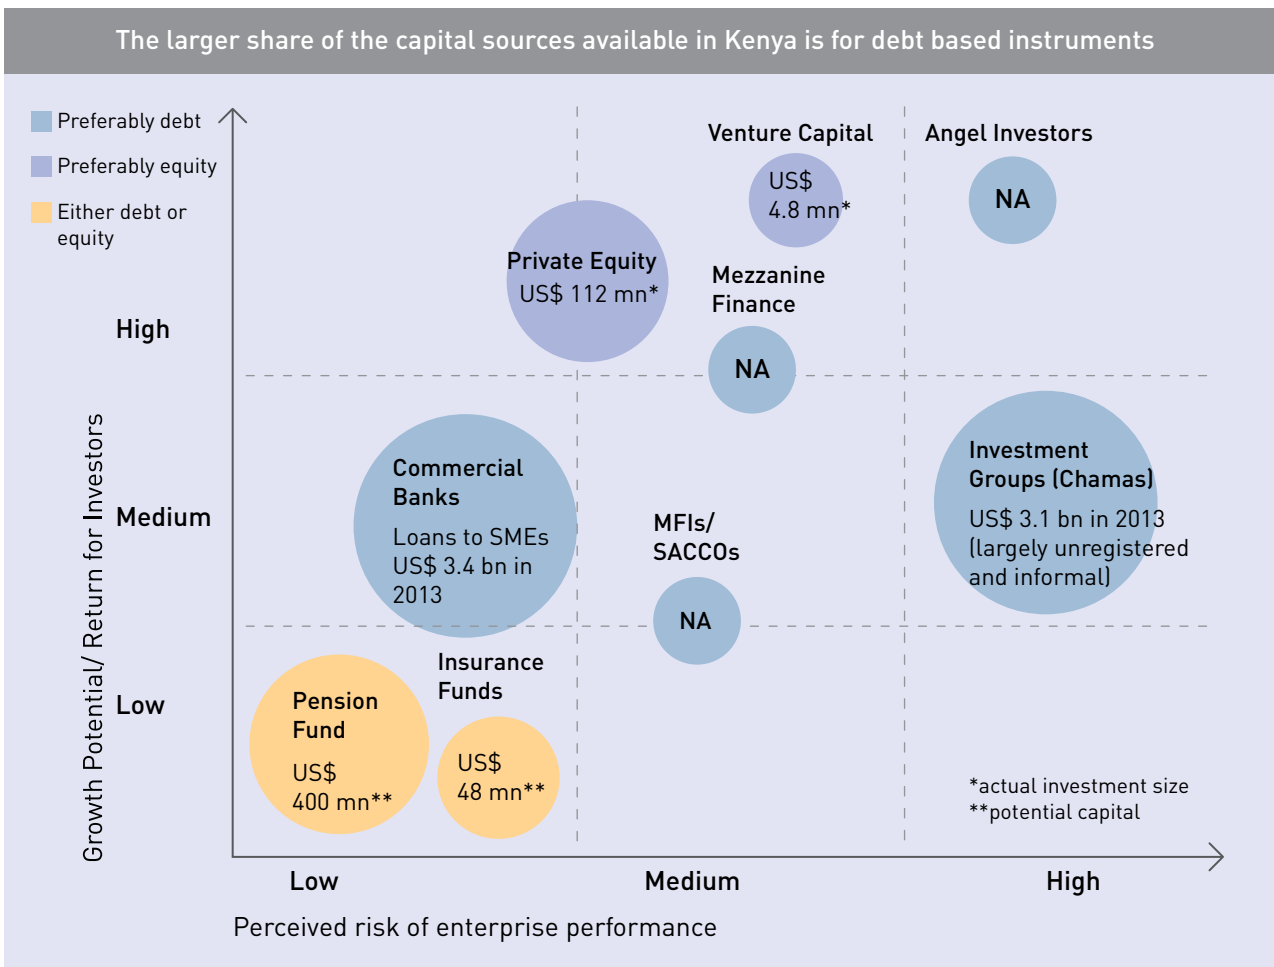 The larger share of the capital sources available in Kenya is for debt based instruments
Preferably debt
Preferably equity
Either debt or
equity
Venture Capital
US$
4.8 mn*
Angel Investors
NA
Private Equity
US$ 112 mn*
Mezzanine
Finance
NA
High
Commercial
Banks
Loans to SMEs
US$ 3.4 bn in
2013
MFIs/
SACCOs
NA
Investment
Groups (Chamas)
US$ 3.1 bn in 2013
(largely unregistered
and informal)
Medium
Pension
Fund
US$
400 mn**
Insurance
Funds
US$
48 mn**
Low
Growth Potential/ Return for Investors
*actual investment size
**potential capital
Low
Medium
High
Perceived risk of enterprise performance